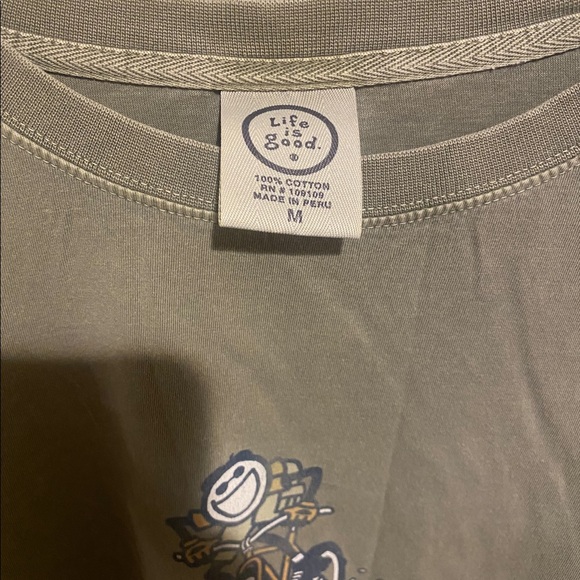 Life
is
good.
®
100% COTTON
RN # 109109
MADE IN PERU
M